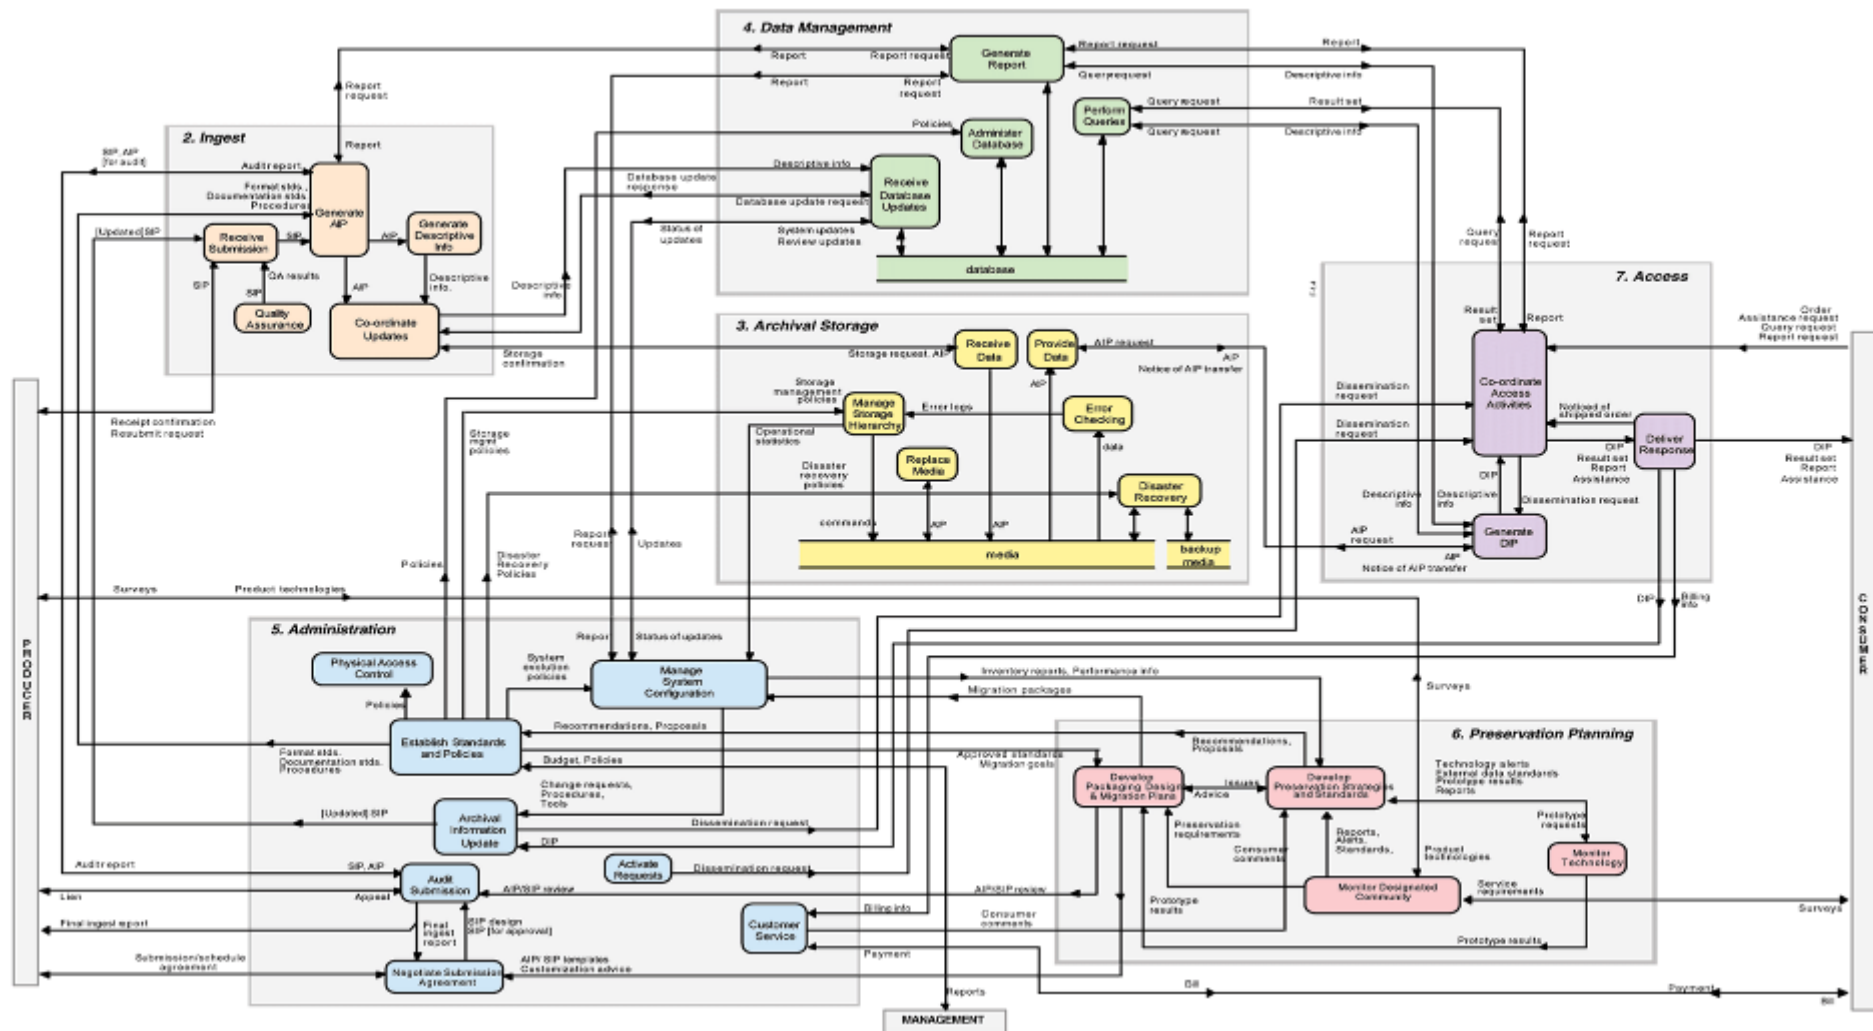 4. Data Management
Generate
Report
Report request
Report
Report
Report request
Query request
Descriptive info
Report
Report
request
Report
request
Perform
Queries
Query request
Result set
Query request
Descriptive info
Policies
Administer
Database
Descriptive info
Receive
Database
Updates
Database update
response
Database update request
Status of
updates
System updates
Review updates
database
2. Ingest
SIP, AIP
[for audit]
Audit report
Report
Format stds.,
Documentation stds.
Procedures
Generate
AIP
[Updated] SIP
Receive
Submission
SIP
AIP
Generate
Descriptive
Info
SIP
QA results
SIP
AIP
Descriptive
info.
Quality
Assurance
Co-ordinate
Updates
Descriptive
info
Storage
confirmation
Receipt confirmation
Resubmit request
3. Archival Storage
Storage request, AIP
Receive
Data
Provide
Data
AIP request
AIP
Notice of AIP transfer
Storage
management
policies
Manage
Storage
Hierarchy
Error logs
Error
Checking
AIP
data
Operational
statistics
Replace
Media
Disaster
recovery
policies
Disaster
Recovery
commands
AIP
AIP
media
backup
media
Storage
mgmt
policies
Policies
Disaster
Recovery
Policies
Report
request
Updates
7. Access
Query
request
Report
request
Result
set
Report
Order
Assistance request
Query request
Report request
Co-ordinate
Access
Activities
Dissemination
request
Dissemination
request
Noticed of
shipped order
Deliver
Response
DIP
Result set
Report
Assistance
DIP
Result set
Report
Assistance
DIP
Descriptive
info
Descriptive
info
Dissemination request
Generate
DIP
AIP
request
AIP
Notice of AIP transfer
DIP
Billing
info
Surveys
Product technologies
PRODUCER
CONSUMER
5. Administration
Physical Access
Control
Policies
System
evolution
policies
Report
Status of updates
Manage
System
Configuration
Inventory reports, Performance info
Migration packages
Surveys
Establish Standards
and Policies
Recommendations, Proposals
Budget, Policies
Format stds.
Documentation stds.
Procedures
Change requests,
Procedures,
Tools
[Updated] SIP
Archival
Information
Update
Dissemination request
DIP
Activate
Requests
Dissemination request
Audit report
SIP, AIP
Audit
Submission
Lien
Appeal
AIP/SIP review
Final ingest report
Final
ingest
report
SIP design
SIP [for approval]
Customer
Service
Billing info
Payment
Consumer
comments
Submission/schedule
agreement
Negotiate Submission
Agreement
AIP/ SIP templates
Customization advice
6. Preservation Planning
Approved standards
Migration goals
Recommendations,
Proposals
Technology alerts
External data standards
Prototype results
Reports
Develop
Packaging Design
& Migration Plans
Issues
Advice
Develop
Preservation Strategies
and Standards
Preservation
requirements
Consumer
comments
Reports,
Alerts,
Standards,
Product
technologies
Prototype
requests
Monitor
Technology
Monitor Designated
Community
Service
requirements
AIP/SIP review
Prototype
results
Prototype results
Surveys
Bill
Payment
Bill
Reports
MANAGEMENT